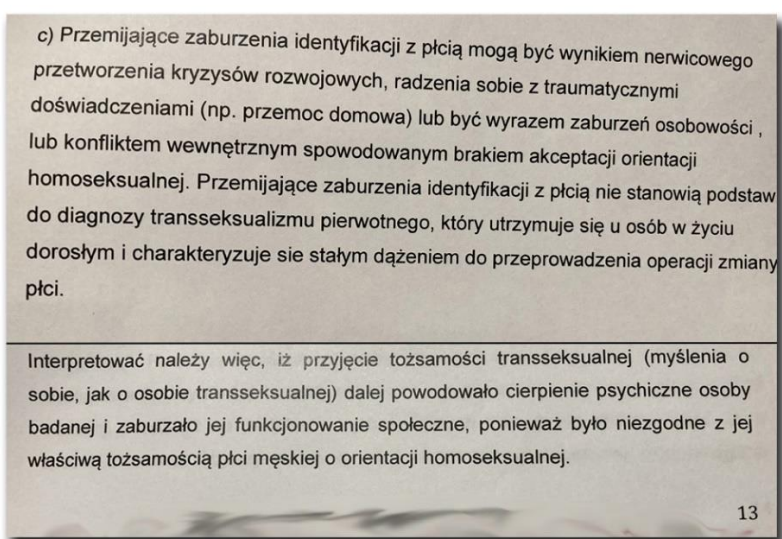 c) Przemijające zaburzenia identyfikacji z płcią mogą być wynikiem nerwicowego
przetworzenia kryzysów rozwojowych, radzenia sobie z traumatycznymi
doświadczeniami (np. przemoc domowa) lub być wyrazem zaburzeń osobowości ,
lub konfliktem wewnętrznym spowodowanym brakiem akceptacji orientacji
homoseksualnej. Przemijające zaburzenia identyfikacji z płcią nie stanowią podstaw
do diagnozy transseksualizmu pierwotnego, który utrzymuje się u osób w życiu
dorosłym i charakteryzuje sie stałym dążeniem do przeprowadzenia operacji zmiany
płci.
Interpretować należy więc, iż przyjęcie tożsamości transseksualnej (myślenia o
sobie, jak o osobie transseksualnej) dalej powodowało cierpienie psychiczne osoby
badanej i zaburzało jej funkcjonowanie społeczne, ponieważ było niezgodne z jej
właściwą tożsamością płci męskiej o orientacji homoseksualnej.
13